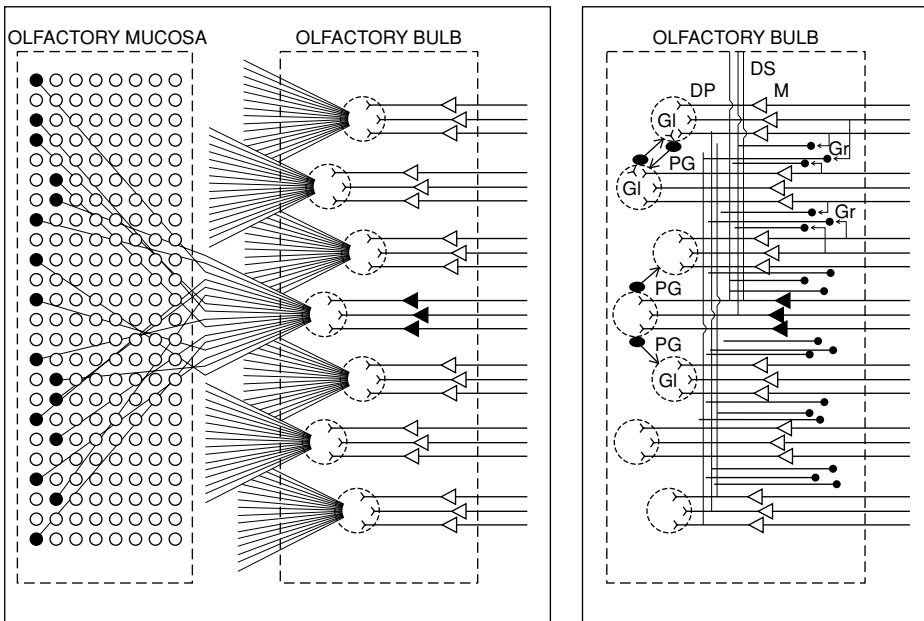 OLFACTORY MUCOSA
OLFACTORY BULB
OLFACTORY BULB
DS
DP
M
Gl
Gr
PG
Gl
Gr
PG
PG
Gl